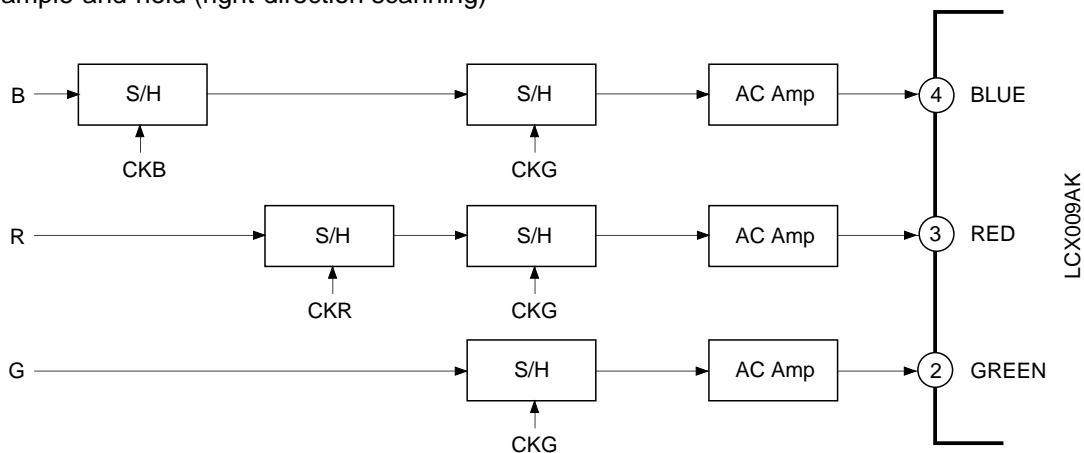 ample-and-hold (right-direction scanning)
B S/H S/H AC Amp 4 BLUE
CKB CKG
R S/H S/H AC Amp 3 RED
CKR CKG
G S/H AC Amp 2 GREEN
CKG
LCX009AK